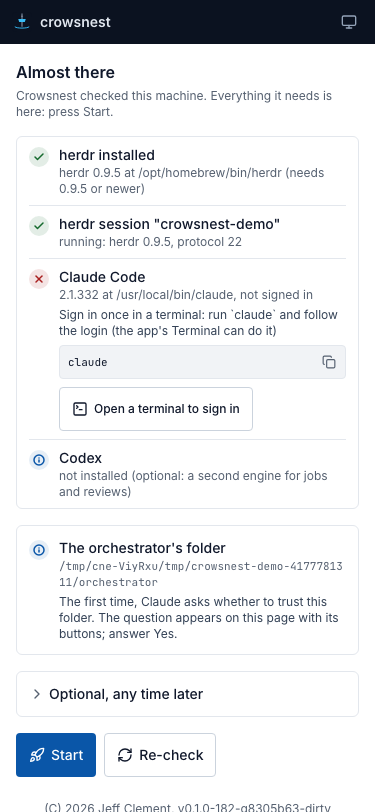 crowsnest
Almost there
Crowsnest checked this machine. Everything it needs is
here: press Start.
herdr installed
herdr 0.9.5 at /opt/homebrew/bin/herdr (needs
0.9.5 or newer)
herdr session "crowsnest-demo"
running: herdr 0.9.5, protocol 22
Claude Code
2.1.332 at /usr/local/bin/claude, not signed in
Sign in once in a terminal: run `claude` and follow
the login (the app's Terminal can do it)
claude
Open a terminal to sign in
Codex
not installed (optional: a second engine for jobs
and reviews)
The orchestrator's folder
/tmp/cne-ViyRxu/tmp/crowsnest-demo-41777813
11/orchestrator
The first time, Claude asks whether to trust this
folder. The question appears on this page with its
buttons; answer Yes.
Optional, any time later
Start
Re-check
(C) 2026 Jeff Clement, v0.1.0-182-g8305b63-dirty